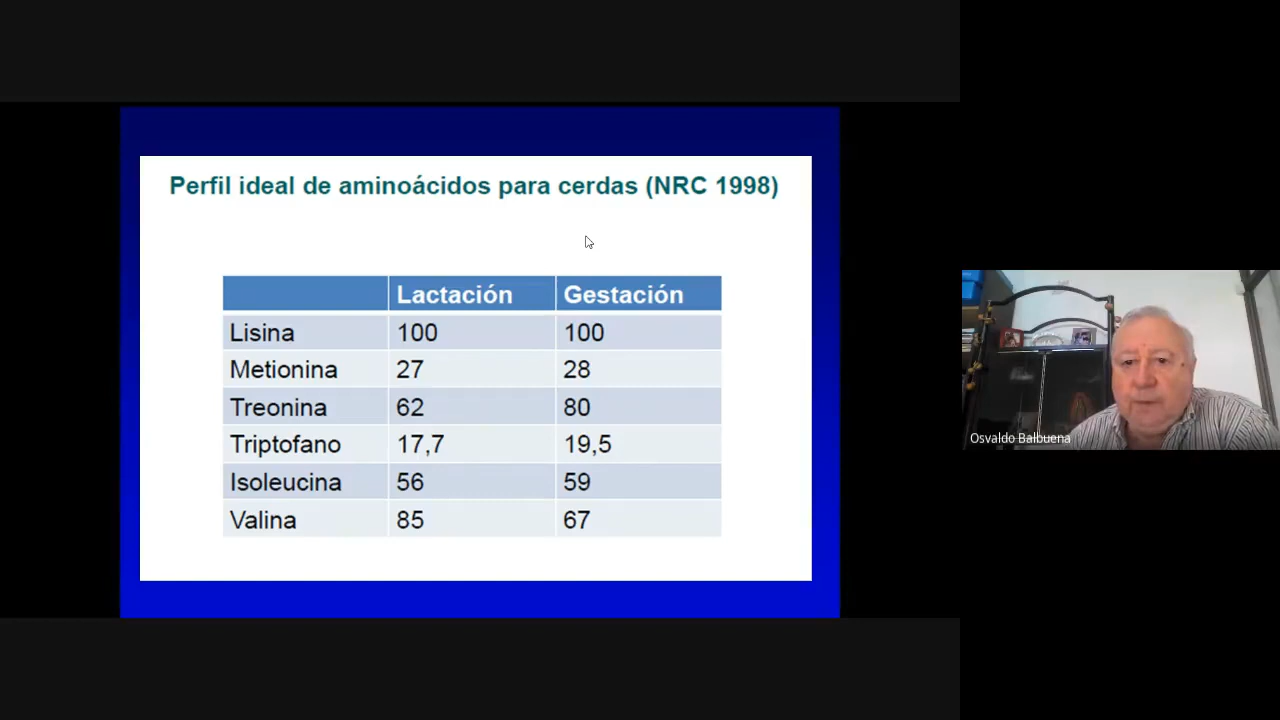 Perfil ideal de aminoácidos para cerdas (NRC 1998)
Lactación Gestación
Lisina 100 100
Metionina 27 28
Treonina 62 80
Triptofano 17,7 19,5
Isoleucina 56 59
Valina 85 67
Osvaldo Balbuena